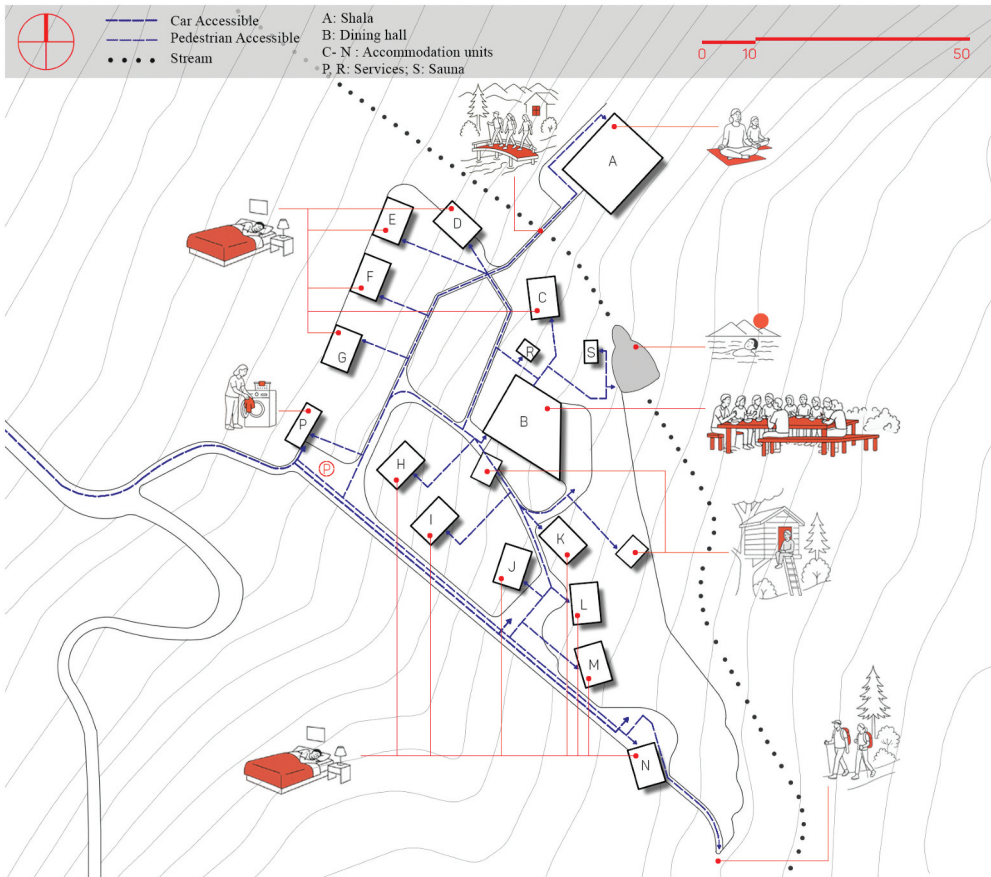 Car Accessible
Pedestrian Accessible
Stream
A: Shala
B: Dining hall
C- N : Accommodation units
P, R: Services; S: Sauna
0 10 50
A
E
D
F
C
R
S
G
P
B
H
P
I
K
J
L
M
N